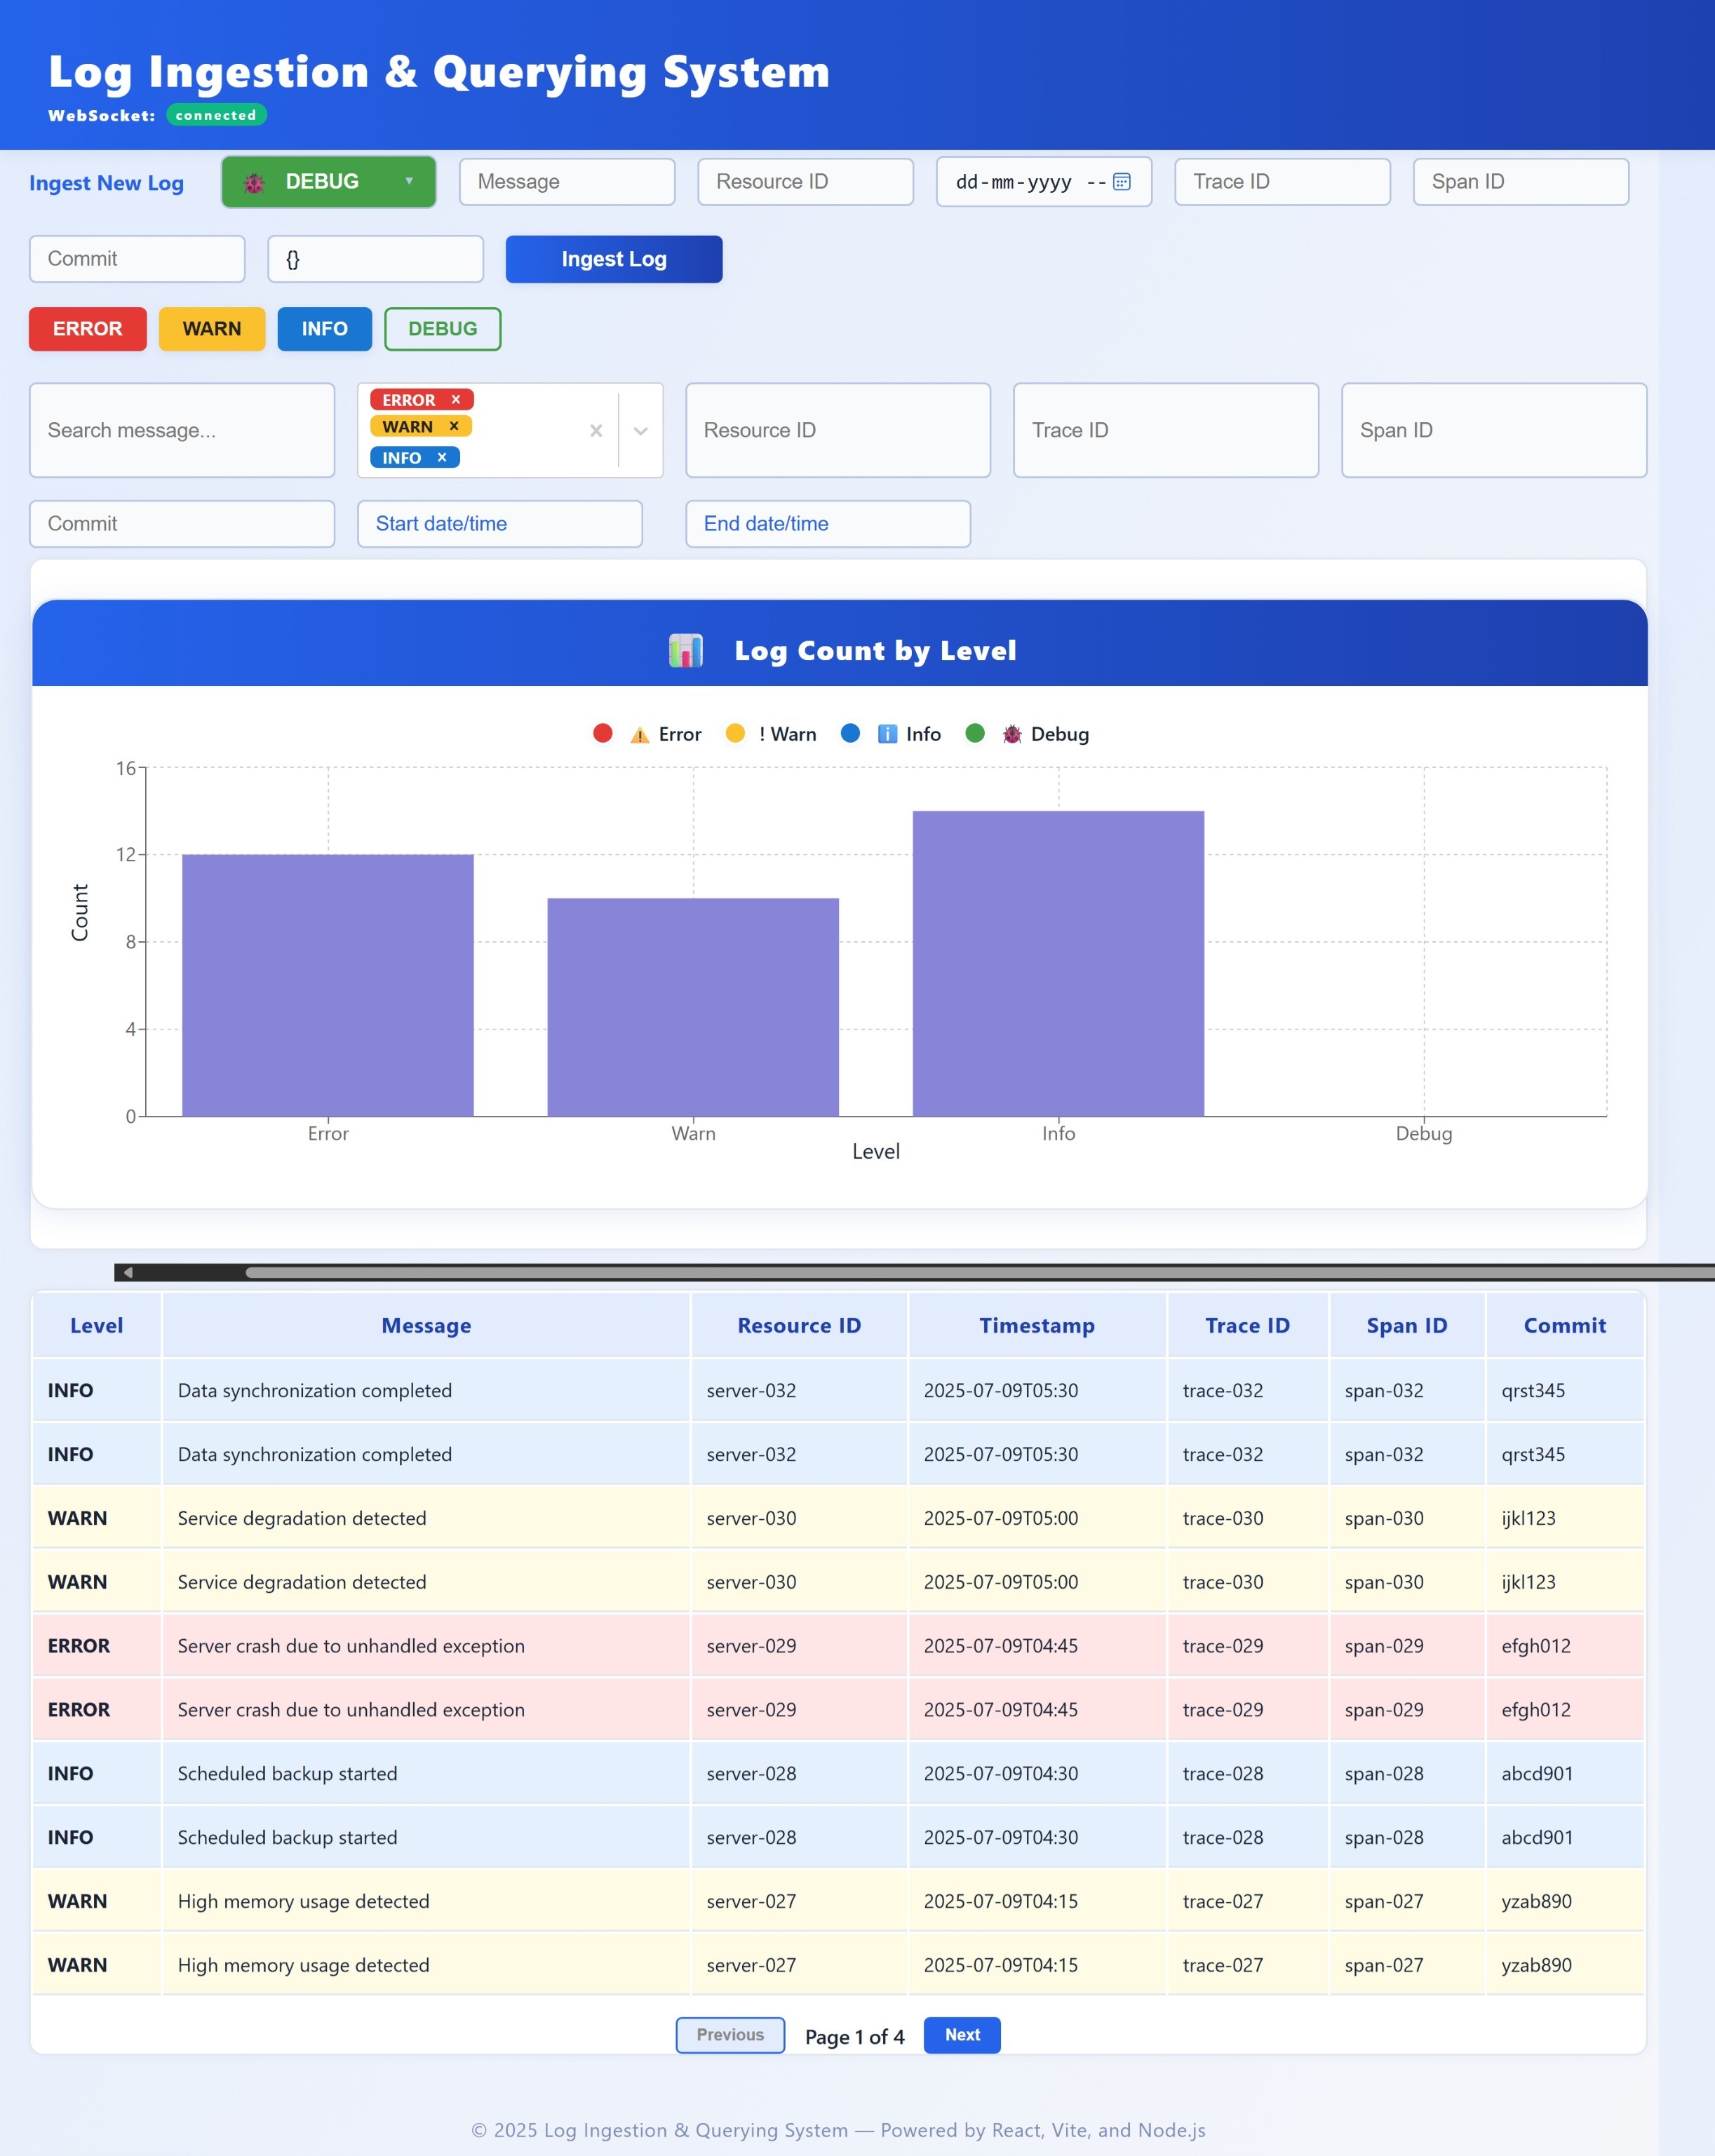 Log Ingestion & Querying System
WebSocket: connected
Ingest New Log DEBUG Message Resource ID dd-mm-yyyy -- Trace ID Span ID
Commit {} Ingest Log
ERROR WARN INFO DEBUG
Search message... ERROR × WARN × INFO × Resource ID Trace ID Span ID
Commit Start date/time End date/time
Log Count by Level
Error ! Warn Info Debug
16
12
8
4
0
Count
Error Warn Info Debug
Level
Level Message Resource ID Timestamp Trace ID Span ID Commit
INFO Data synchronization completed server-032 2025-07-09T05:30 trace-032 span-032 qrst345
INFO Data synchronization completed server-032 2025-07-09T05:30 trace-032 span-032 qrst345
WARN Service degradation detected server-030 2025-07-09T05:00 trace-030 span-030 ijkl123
WARN Service degradation detected server-030 2025-07-09T05:00 trace-030 span-030 ijkl123
ERROR Server crash due to unhandled exception server-029 2025-07-09T04:45 trace-029 span-029 efgh012
ERROR Server crash due to unhandled exception server-029 2025-07-09T04:45 trace-029 span-029 efgh012
INFO Scheduled backup started server-028 2025-07-09T04:30 trace-028 span-028 abcd901
INFO Scheduled backup started server-028 2025-07-09T04:30 trace-028 span-028 abcd901
WARN High memory usage detected server-027 2025-07-09T04:15 trace-027 span-027 yzab890
WARN High memory usage detected server-027 2025-07-09T04:15 trace-027 span-027 yzab890
Previous Page 1 of 4 Next
© 2025 Log Ingestion & Querying System — Powered by React, Vite, and Node.js